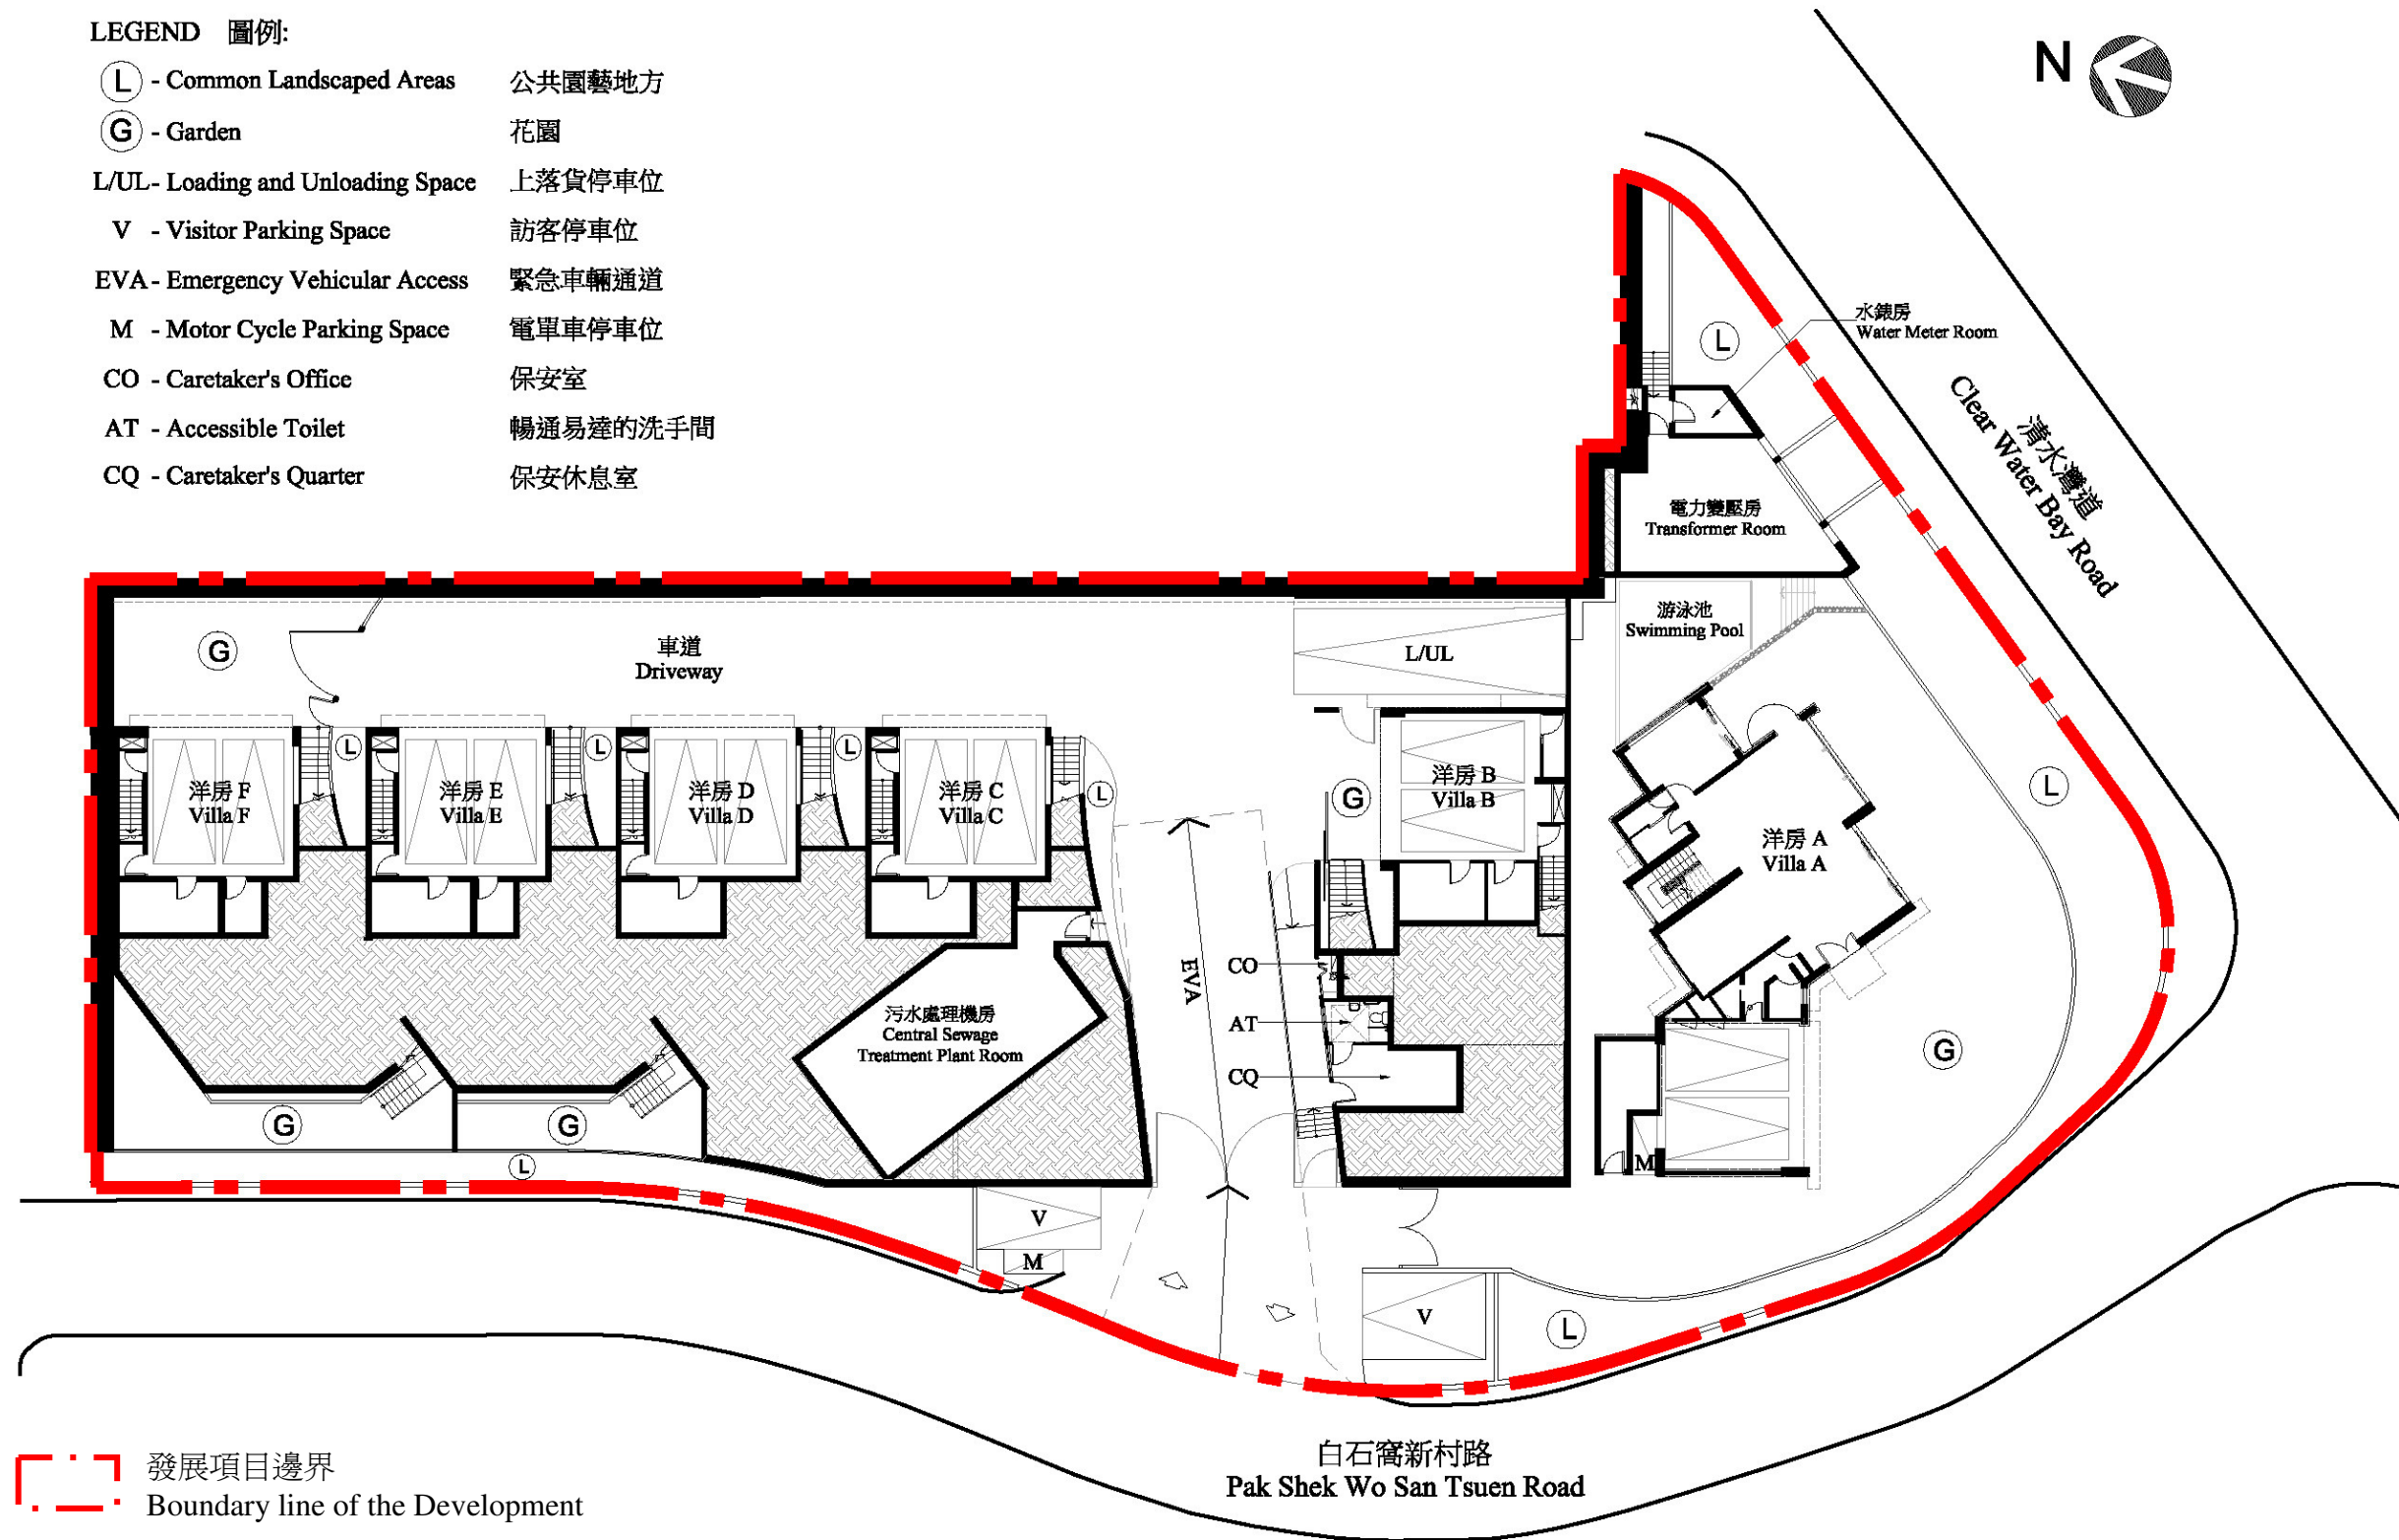 LEGEND 圖例:
L - Common Landscaped Areas 公共園藝地方
G - Garden 花園
L/UL- Loading and Unloading Space 上落貨停車位
V - Visitor Parking Space 訪客停車位
EVA - Emergency Vehicular Access 緊急車輛通道
M - Motor Cycle Parking Space 電單車停車位
CO - Caretaker's Office 保安室
AT - Accessible Toilet 暢通易達的洗手間
CQ - Caretaker's Quarter 保安休息室
N
水錶房
Water Meter Room
L
清水灣道
Clear Water Bay Road
電力變壓房
Transformer Room
游泳池
Swimming Pool
G
車道
Driveway
L/UL
L
L
L
L
洋房 F
Villa F
洋房 E
Villa E
洋房 D
Villa D
洋房 C
Villa C
G
洋房 B
Villa B
洋房 A
Villa A
L
EVA
CO
AT
CQ
污水處理機房
Central Sewage
Treatment Plant Room
G
G
G
L
M
V
M
V
L
白石窩新村路
Pak Shek Wo San Tsuen Road
發展項目邊界
Boundary line of the Development